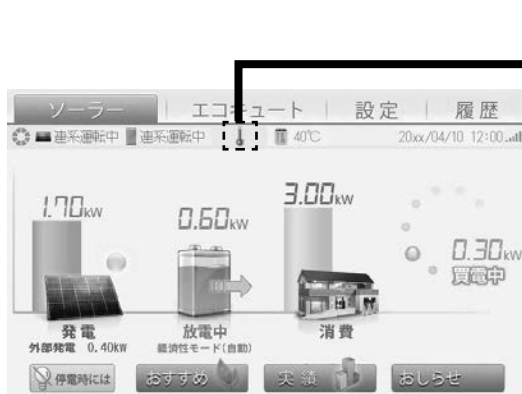 ソーラー エコキュート 設定 履歴
連系運転中 連系運転中 40℃ 20xx/04/10 12:00
1.70kW
0.60kW
3.00kW
0.30kW
買電中
発電
外部発電 0.40kW
放電中
経済性モード(自動)
消費
停電時には おすすめ 実績 おしらせ